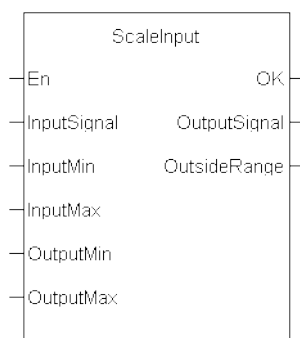 ScaleInput
En OK
InputSignal OutputSignal
InputMin OutsideRange
InputMax
OutputMin
OutputMax